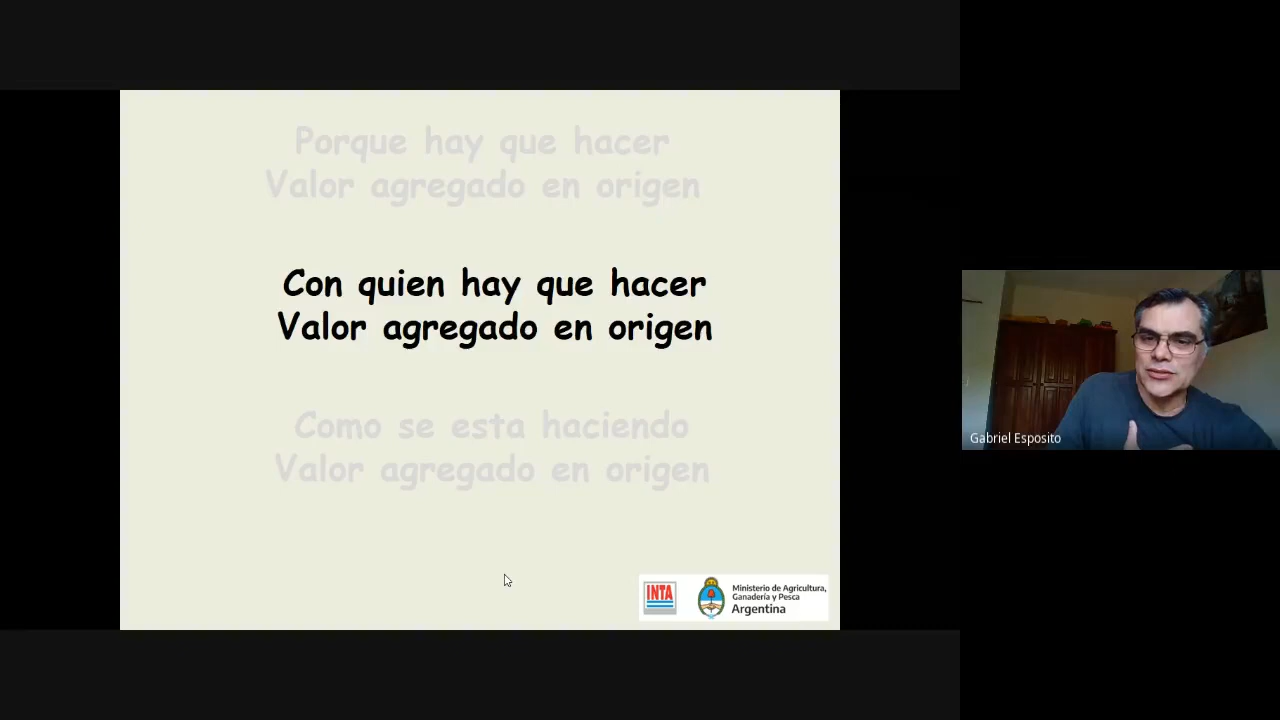 Porque hay que hacer
Valor agregado en origen
Con quien hay que hacer
Valor agregado en origen
Como se esta haciendo
Valor agregado en origen
INTA
Ministerio de Agricultura,
Ganadería y Pesca
Argentina
Gabriel Esposito